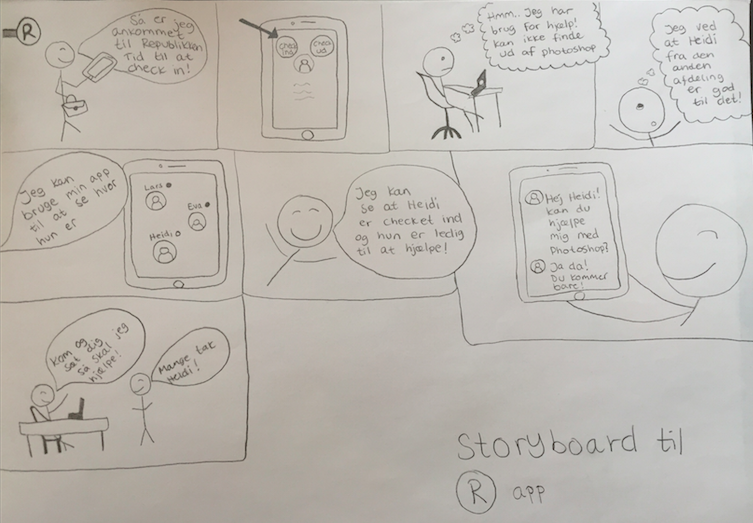 R
Så er jeg
ankommet
til Republikken
Tid til at
check in!
Check
ind
Check
ud
Hmm.. Jeg har
brug for hjælp!
kan ikke finde
ud af photoshop
Jeg ved
at Heidi
fra den
anden
afdeling
er god
til det!
Jeg kan
bruge min app
til at se hvor
hun er
Lars
Eva
Heidi
Jeg kan
se at Heidi
er checket ind
og hun er ledig
til at hjælpe!
Hej Heidi!
kan du
hjælpe
mig med
Photoshop?
Ja da!
Du kommer
bare!
Kom og
sæt dig
så skal jeg
hjælpe!
Mange tak
Heidi!
Storyboard til
R app